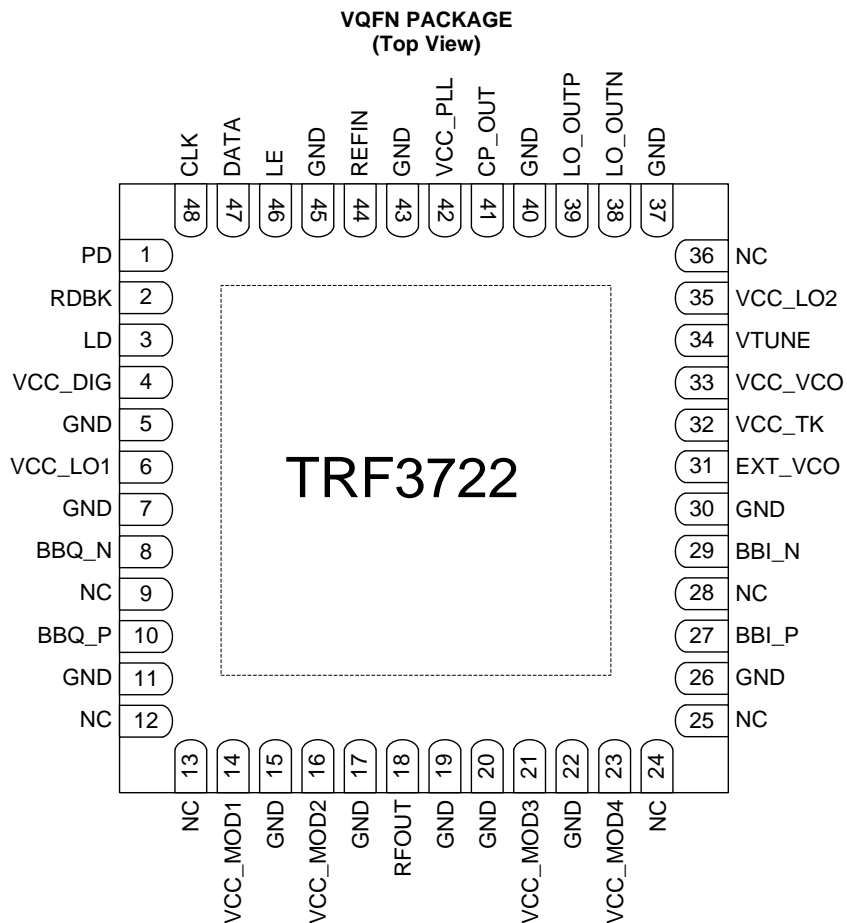 VQFN PACKAGE
(Top View)
CLK
DATA
LE
GND
REFIN
GND
VCC_PLL
CP_OUT
GND
LO_OUTP
LO_OUTN
GND
48 47 46 45 44 43 42 41 40 39 38 37
PD 1
RDBK 2
LD 3
VCC_DIG 4
GND 5
VCC_LO1 6
GND 7
BBQ_N 8
NC 9
BBQ_P 10
GND 11
NC 12
TRF3722
36 NC
35 VCC_LO2
34 VTUNE
33 VCC_VCO
32 VCC_TK
31 EXT_VCO
30 GND
29 BBI_N
28 NC
27 BBI_P
26 GND
25 NC
13 14 15 16 17 18 19 20 21 22 23 24
NC
VCC_MOD1
GND
VCC_MOD2
GND
RFOUT
GND
GND
VCC_MOD3
GND
VCC_MOD4
NC